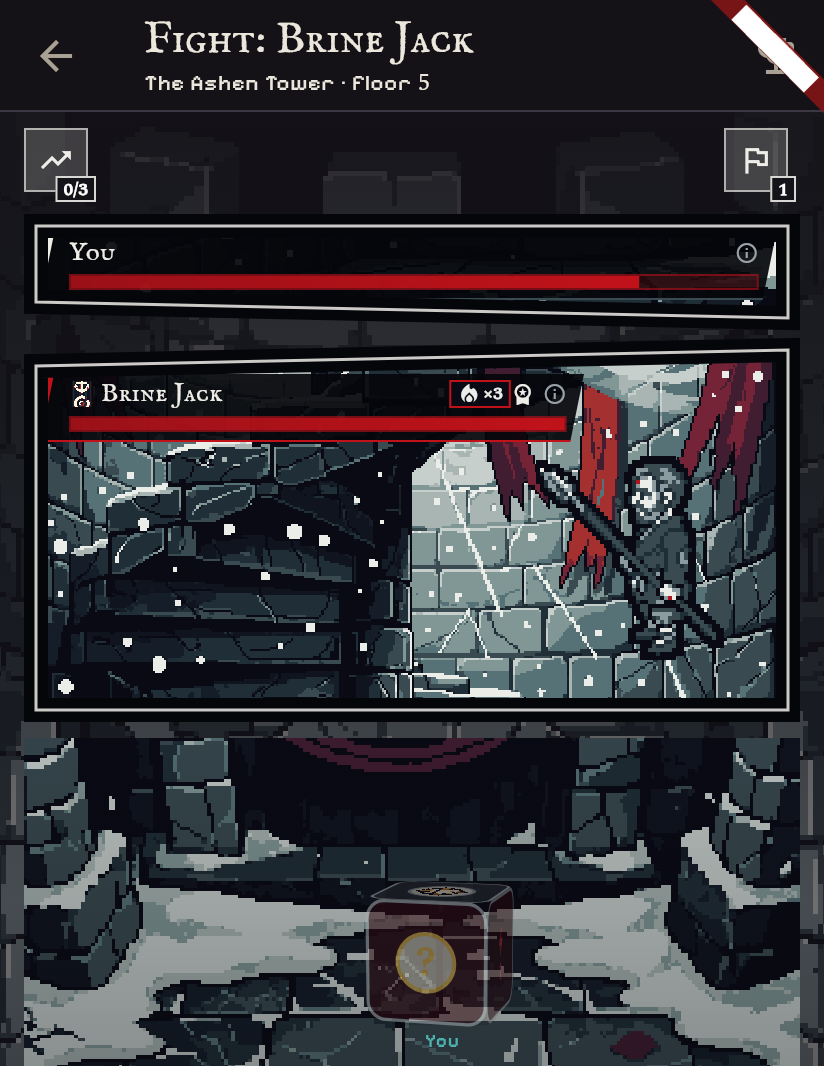 Fight: Brine Jack
The Ashen Tower · Floor 5
0/3
1
You
Brine Jack
×3
?
You